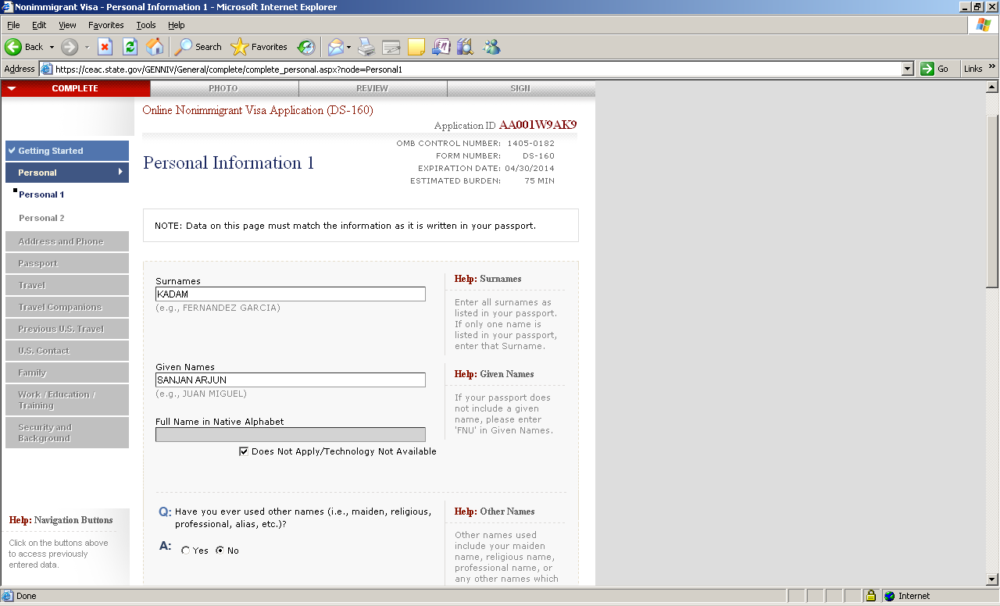 Nonimmigrant Visa - Personal Information 1 - Microsoft Internet Explorer
File Edit View Favorites Tools Help
Back Search Favorites
Address https://ceac.state.gov/GENNIV/General/complete/complete_personal.aspx?node=Personal1 Go Links »
COMPLETE PHOTO REVIEW SIGN
Online Nonimmigrant Visa Application (DS-160)
Application ID AA001W9AK9
OMB CONTROL NUMBER: 1405-0182
FORM NUMBER: DS-160
EXPIRATION DATE: 04/30/2014
ESTIMATED BURDEN: 75 MIN
Personal Information 1
Getting Started
Personal
Personal 1
Personal 2
Address and Phone
Passport
Travel
Travel Companions
Previous U.S. Travel
U.S. Contact
Family
Work / Education /
Training
Security and
Background
Help: Navigation Buttons
Click on the buttons above
to access previously
entered data.
NOTE: Data on this page must match the information as it is written in your passport.
Surnames
KADAM
(e.g., FERNANDEZ GARCIA)
Help: Surnames
Enter all surnames as
listed in your passport.
If only one name is
listed in your passport,
enter that Surname.
Given Names
SANJAN ARJUN
(e.g., JUAN MIGUEL)
Help: Given Names
If your passport does
not include a given
name, please enter
'FNU' in Given Names.
Full Name in Native Alphabet
Does Not Apply/Technology Not Available
Q: Have you ever used other names (i.e., maiden, religious,
professional, alias, etc.)?
A: Yes No
Help: Other Names
Other names used
include your maiden
name, religious name,
professional name, or
any other names which
Done Internet